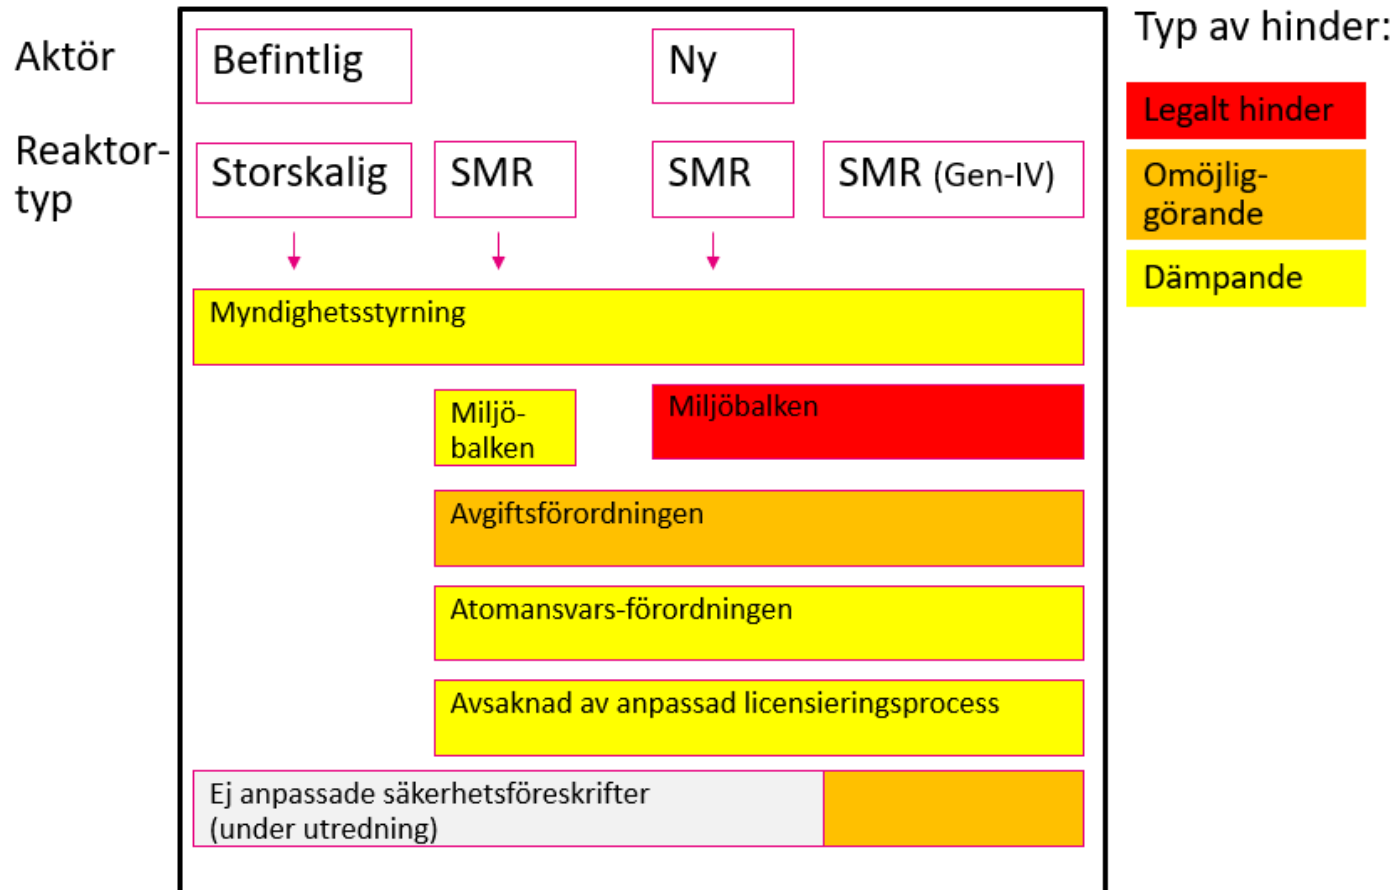 Aktör
Befintlig
Ny
Typ av hinder:
Reaktor-
typ
Storskalig
SMR
SMR
SMR (Gen-IV)
Legalt hinder
Omöjlig-
görande
Dämpande
Myndighetsstyrning
Miljö-
balken
Miljöbalken
Avgiftsförordningen
Atomansvars-förordningen
Avsaknad av anpassad licensieringsprocess
Ej anpassade säkerhetsföreskrifter
(under utredning)